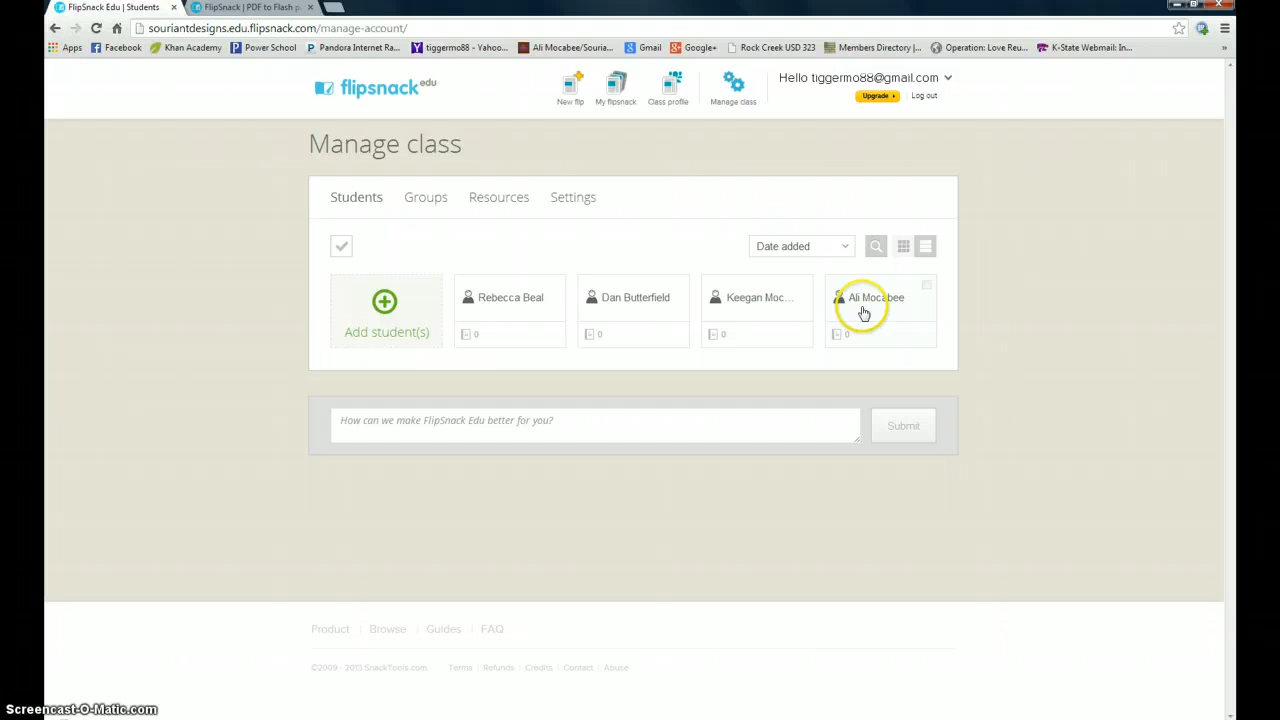 FlipSnack Edu | Students
FlipSnack | PDF to Flash p
souriantdesigns.edu.flipsnack.com/manage-account/
Apps Facebook Khan Academy Power School Pandora Internet Ra... tiggermo88 - Yahoo... Ali Mocabee/Souria... Gmail Google+ Rock Creek USD 323 Members Directory |... Operation: Love Reu... K-State Webmail: In... »
flipsnack edu
New flip My flipsnack Class profile Manage class
Hello tiggermo88@gmail.com
Upgrade Log out
Manage class
Students Groups Resources Settings
Date added
Add student(s)
Rebecca Beal Dan Butterfield Keegan Moc... Ali Mocabee
0 0 0 0
How can we make FlipSnack Edu better for you?
Submit
Product Browse Guides FAQ
©2009 - 2013 SnackTools.com Terms Refunds Credits Contact Abuse
Screencast-O-Matic.com